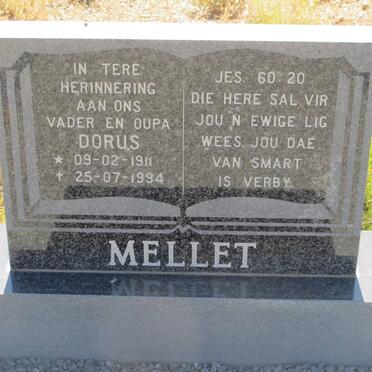 IN TERE
HERINNERING
AAN ONS
VADER EN OUPA
DORUS
★ 09-02-1911
✝ 25-07-1994
JES. 60:20
DIE HERE SAL VIR
JOU 'N EWIGE LIG
WEES. JOU DAE
VAN SMART
IS VERBY.
MELLET